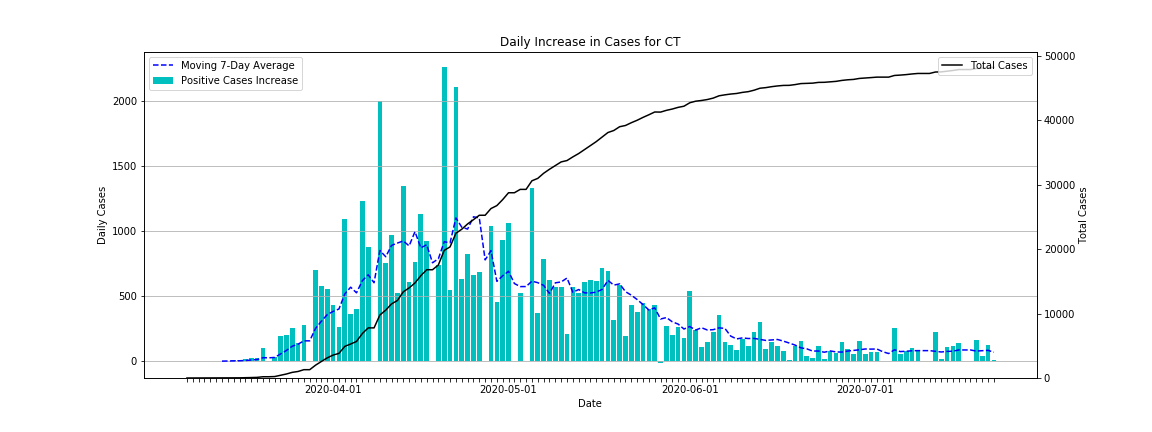 Daily Increase in Cases for CT
Moving 7-Day Average
Positive Cases Increase
Total Cases
2000
1500
1000
500
0
Daily Cases
50000
40000
30000
20000
10000
0
Total Cases
2020-04-01
2020-05-01
2020-06-01
2020-07-01
Date